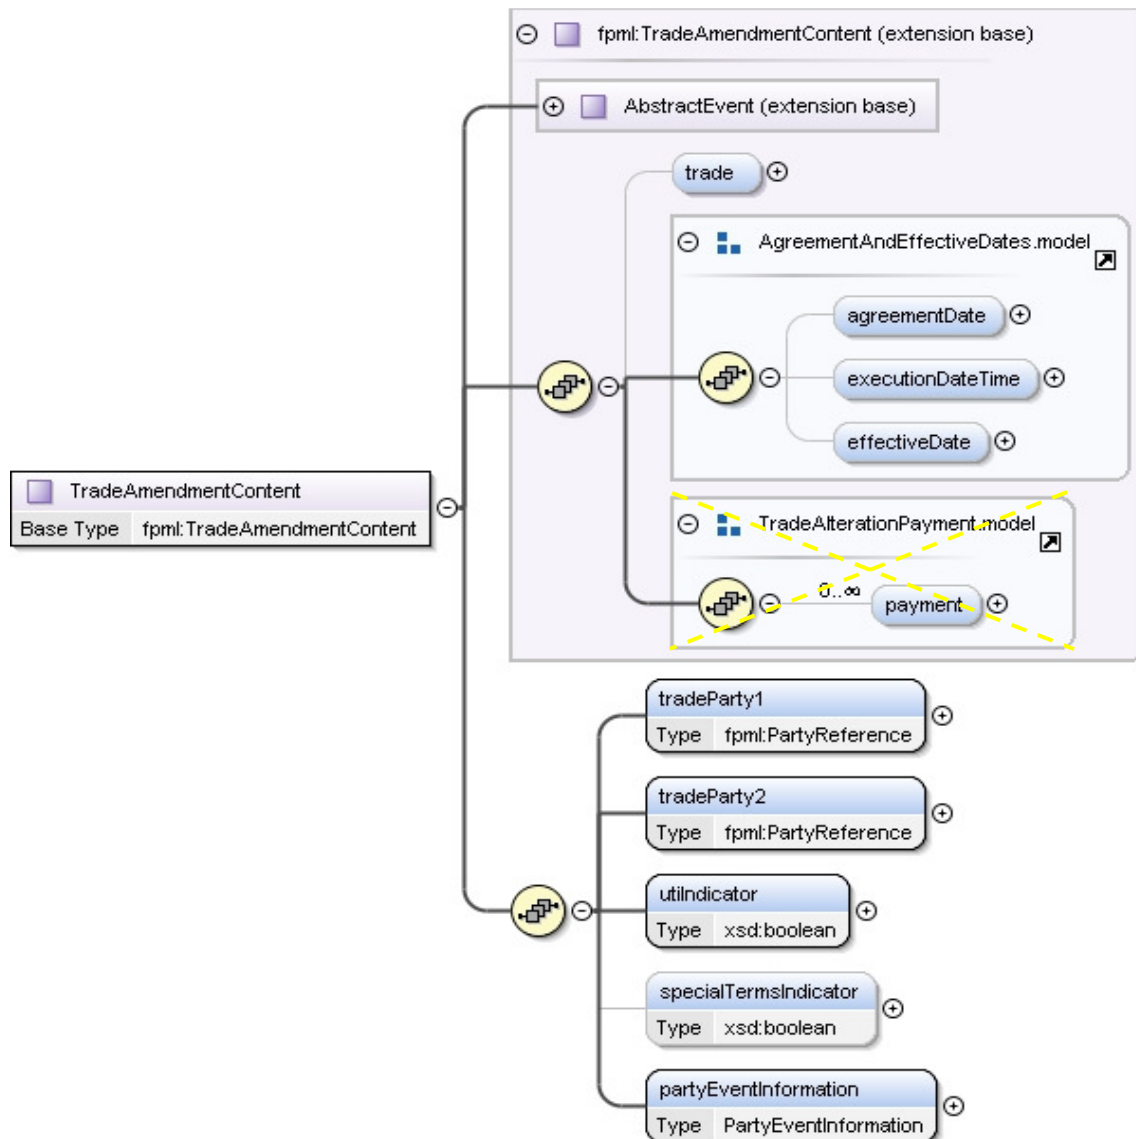 fpml:TradeAmendmentContent (extension base)
AbstractEvent (extension base)
trade
AgreementAndEffectiveDates.model
agreementDate
executionDateTime
effectiveDate
TradeAmendmentContent
Base Type fpml:TradeAmendmentContent
TradeAlterationPayment.model
0..∞
payment
tradeParty1
Type fpml:PartyReference
tradeParty2
Type fpml:PartyReference
utiIndicator
Type xsd:boolean
specialTermsIndicator
Type xsd:boolean
partyEventInformation
Type PartyEventInformation